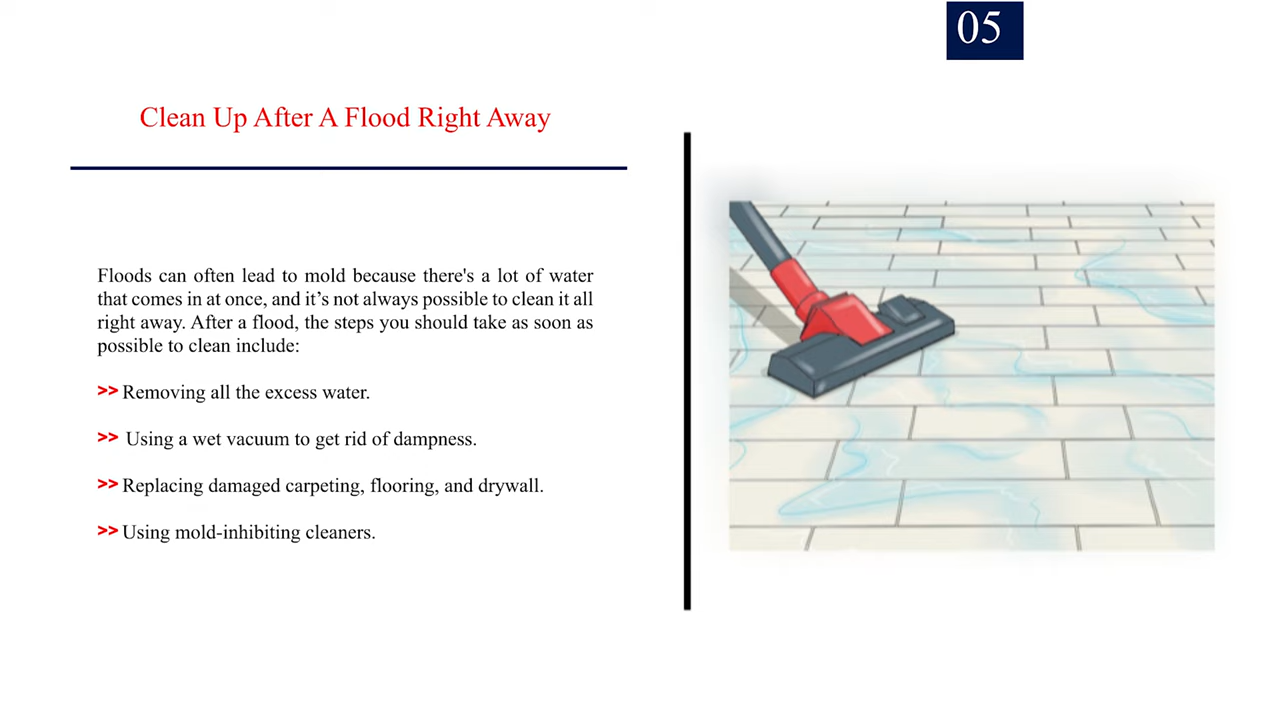 05
Clean Up After A Flood Right Away
Floods can often lead to mold because there's a lot of water
that comes in at once, and it’s not always possible to clean it all
right away. After a flood, the steps you should take as soon as
possible to clean include:
>> Removing all the excess water.
>> Using a wet vacuum to get rid of dampness.
>> Replacing damaged carpeting, flooring, and drywall.
>> Using mold-inhibiting cleaners.